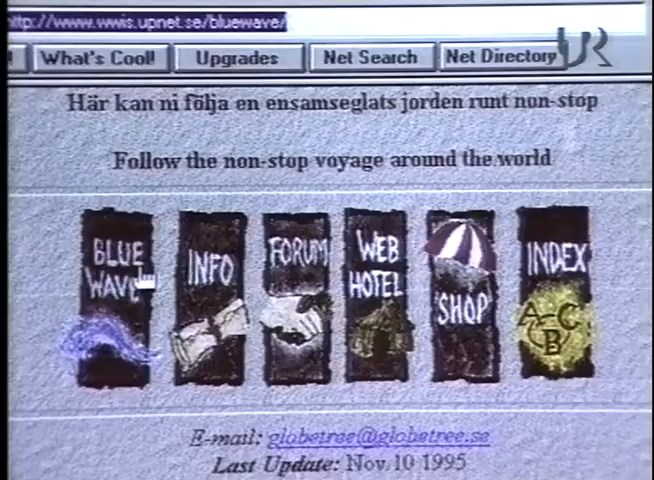 http://www.wwis.upnet.se/bluewave/
What's Cool!
Upgrades
Net Search
Net Directory
Här kan ni följa en ensamseglats jorden runt non-stop
Follow the non-stop voyage around the world
BLUE WAVE
INFO
FORUM
WEB HOTEL
SHOP
INDEX
A-C
B
E-mail: globetree@globetree.se
Last Update: Nov 10 1995